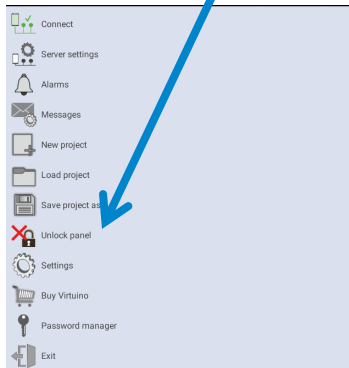 Connect
Server settings
Alarms
Messages
New project
Load project
Save project as
Unlock panel
Settings
Buy Virtuino
Password manager
Exit